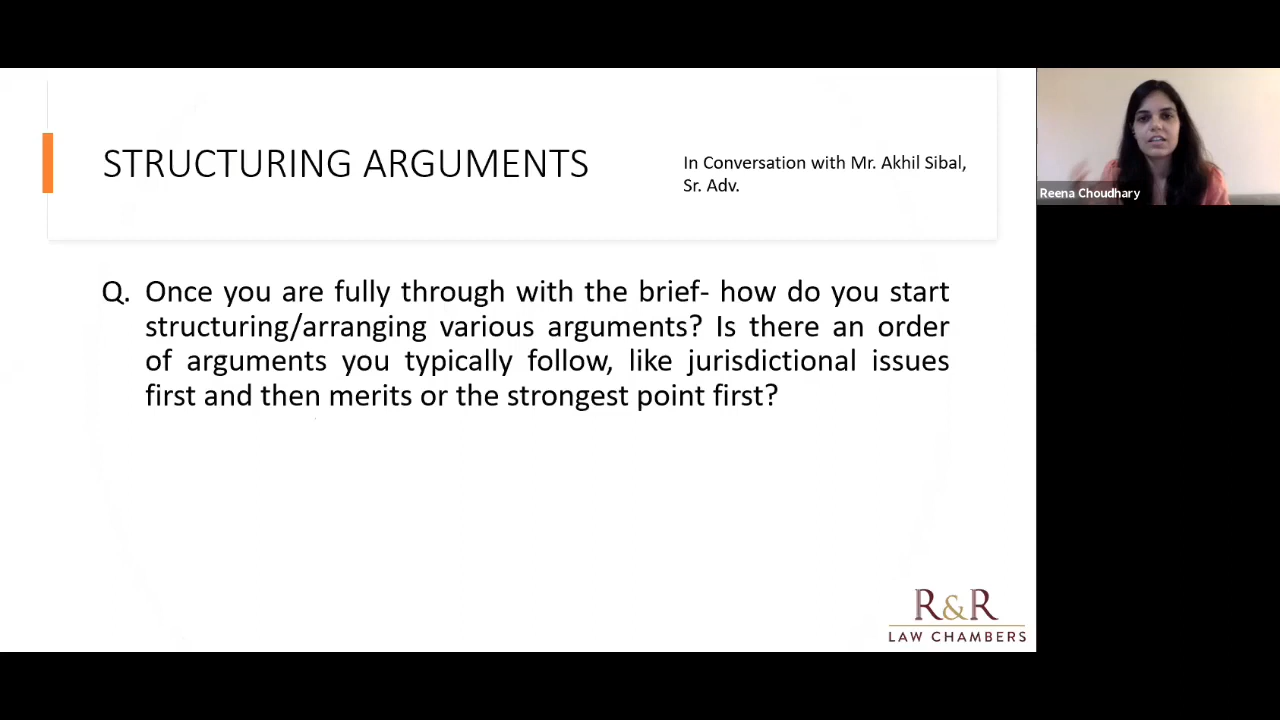 STRUCTURING ARGUMENTS
In Conversation with Mr. Akhil Sibal,
Sr. Adv.
Reena Choudhary
Q. Once you are fully through with the brief- how do you start
structuring/arranging various arguments? Is there an order
of arguments you typically follow, like jurisdictional issues
first and then merits or the strongest point first?
R&R
LAW CHAMBERS